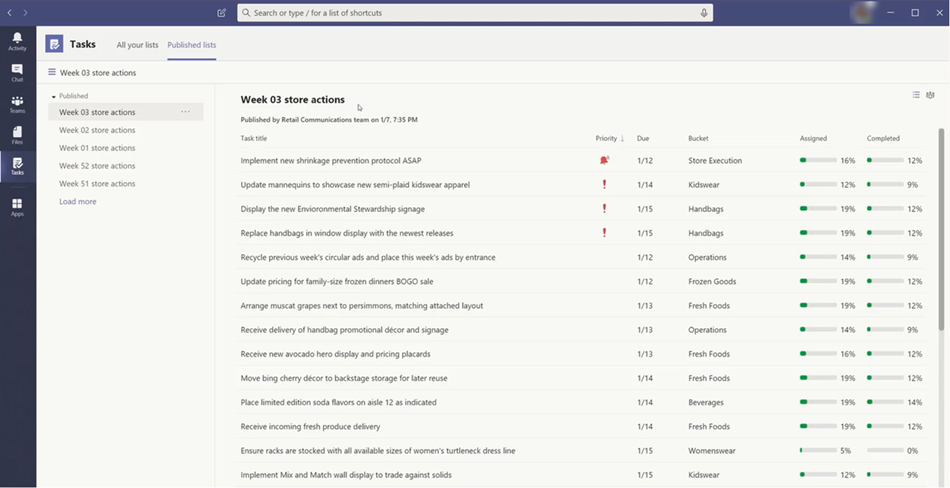 Search or type / for a list of shortcuts
Activity
Chat
Teams
Files
Tasks
Apps
Tasks
All your lists
Published lists
Week 03 store actions
Published
Week 03 store actions
Week 02 store actions
Week 01 store actions
Week 52 store actions
Week 51 store actions
Load more
Week 03 store actions
Published by Retail Communications team on 1/7, 7:35 PM
Task title Priority ↓ Due Bucket Assigned Completed
Implement new shrinkage prevention protocol ASAP 1/12 Store Execution 16% 12%
Update mannequins to showcase new semi-plaid kidswear apparel ! 1/14 Kidswear 12% 9%
Display the new Envioronmental Stewardship signage ! 1/15 Handbags 19% 12%
Replace handbags in window display with the newest releases ! 1/15 Handbags 19% 12%
Recycle previous week's circular ads and place this week's ads by entrance 1/12 Operations 14% 9%
Update pricing for family-size frozen dinners BOGO sale 1/12 Frozen Goods 19% 12%
Arrange muscat grapes next to persimmons, matching attached layout 1/13 Fresh Foods 19% 12%
Receive delivery of handbag promotional décor and signage 1/13 Operations 14% 9%
Receive new avocado hero display and pricing placards 1/13 Fresh Foods 16% 12%
Move bing cherry décor to backstage storage for later reuse 1/14 Fresh Foods 19% 12%
Place limited edition soda flavors on aisle 12 as indicated 1/14 Beverages 19% 14%
Receive incoming fresh produce delivery 1/14 Fresh Foods 19% 12%
Ensure racks are stocked with all available sizes of women's turtleneck dress line 1/15 Womenswear 5% 0%
Implement Mix and Match wall display to trade against solids 1/15 Kidswear 12% 9%